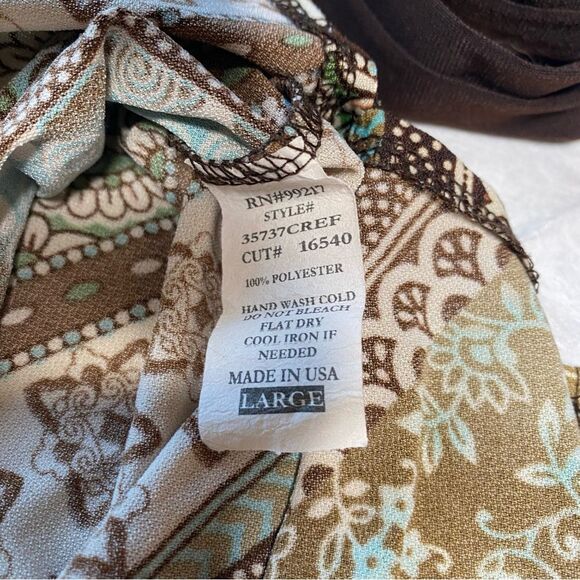 RN#99217
STYLE#
35737CREF
CUT# 16540
100% POLYESTER
HAND WASH COLD
DO NOT BLEACH
FLAT DRY
COOL IRON IF
NEEDED
MADE IN USA
LARGE